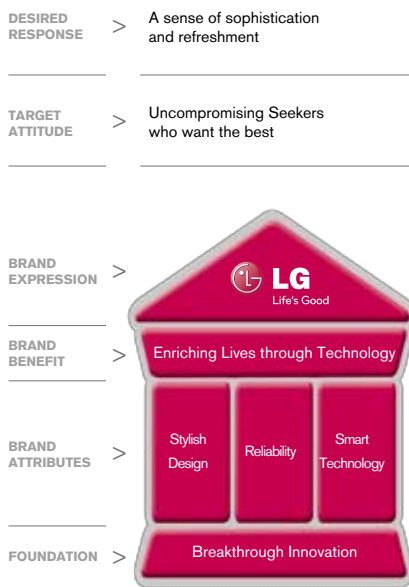 DESIRED
RESPONSE
>
A sense of sophistication
and refreshment
TARGET
ATTITUDE
>
Uncompromising Seekers
who want the best
BRAND
EXPRESSION
>
LG
Life's Good
BRAND
BENEFIT
>
Enriching Lives through Technology
BRAND
ATTRIBUTES
>
Stylish
Design
Reliability
Smart
Technology
FOUNDATION
>
Breakthrough Innovation